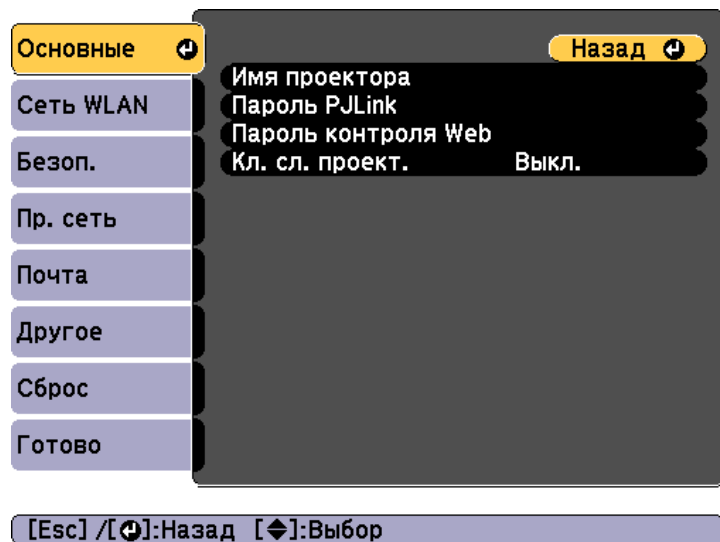 Основные
Назад
Имя проектора
Сеть WLAN
Пароль PJLink
Пароль контроля Web
Безоп.
Кл. сл. проект. Выкл.
Пр. сеть
Почта
Другое
Сброс
Готово
[Esc] /[⏎]:Назад [◆]:Выбор